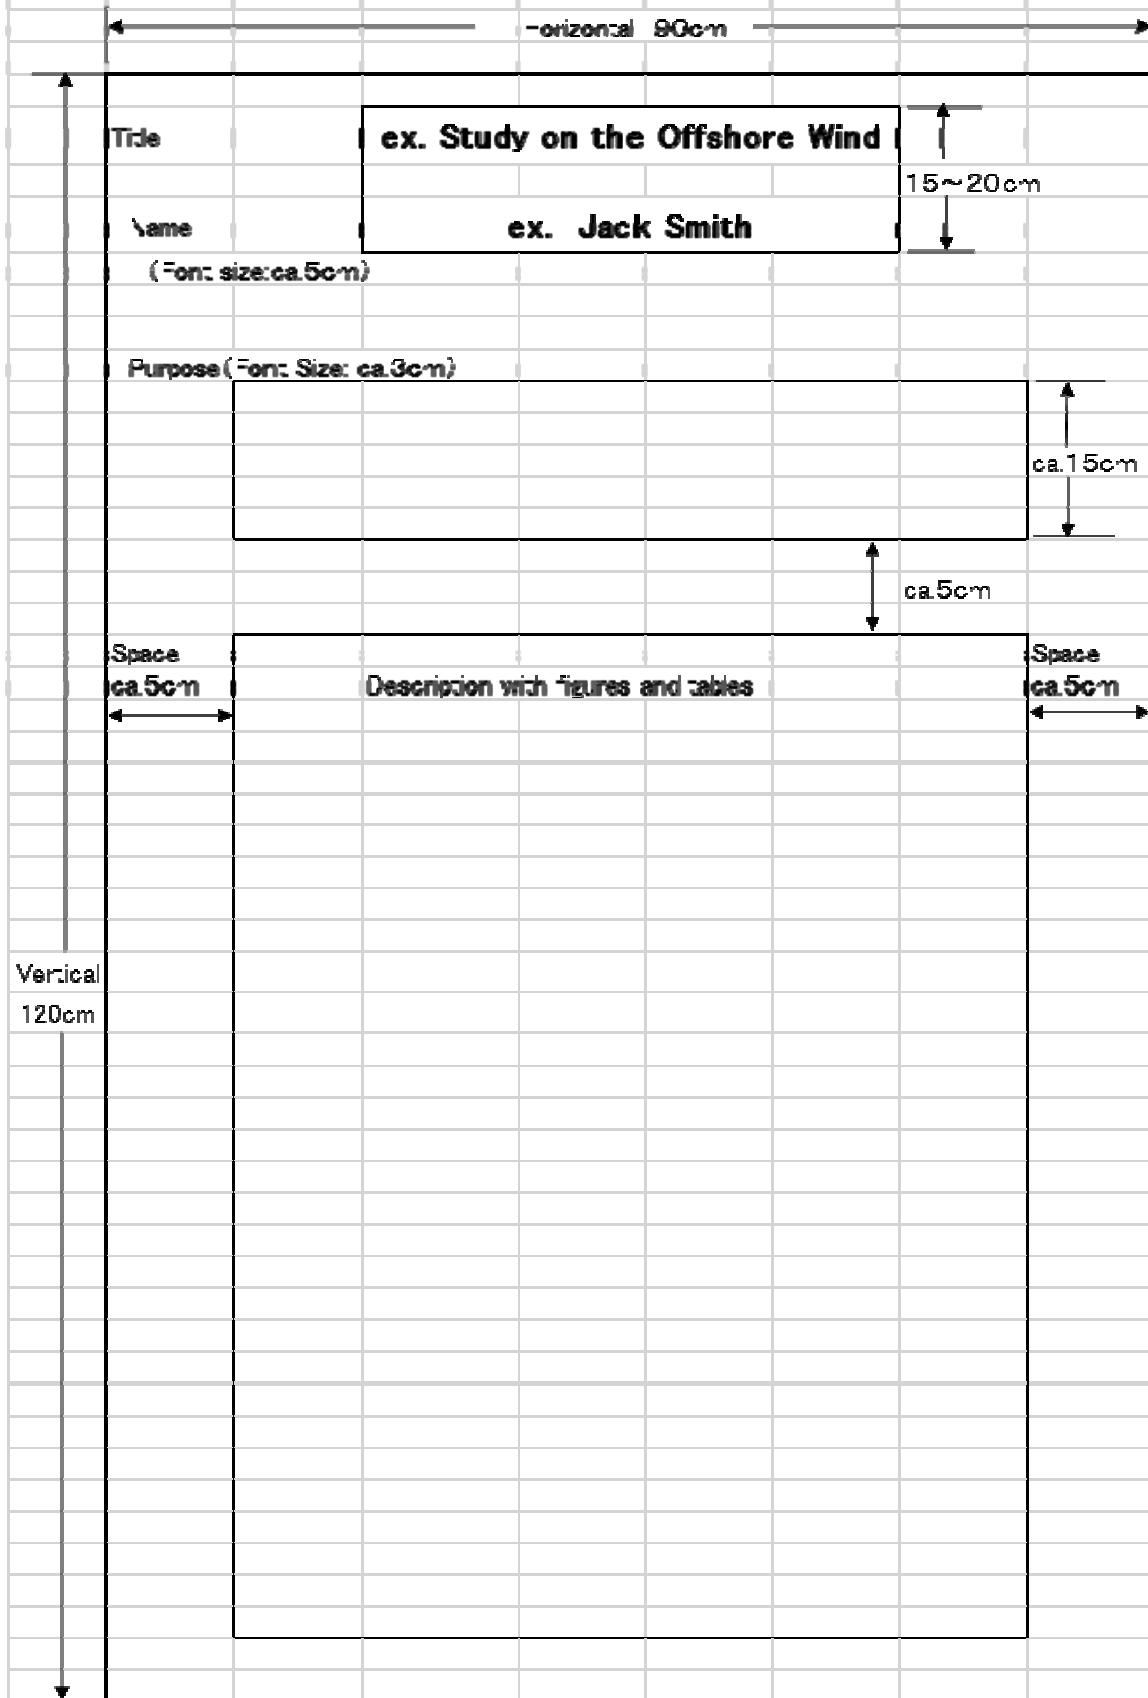 Horizontal 90cm
Title
ex. Study on the Offshore Wind
15~20cm
Name
ex. Jack Smith
(Font size:ca.5cm)
Purpose(Font Size: ca.3cm)
ca.15cm
ca.5cm
Space
ca.5cm
Description with figures and tables
Space
ca.5cm
Vertical
120cm